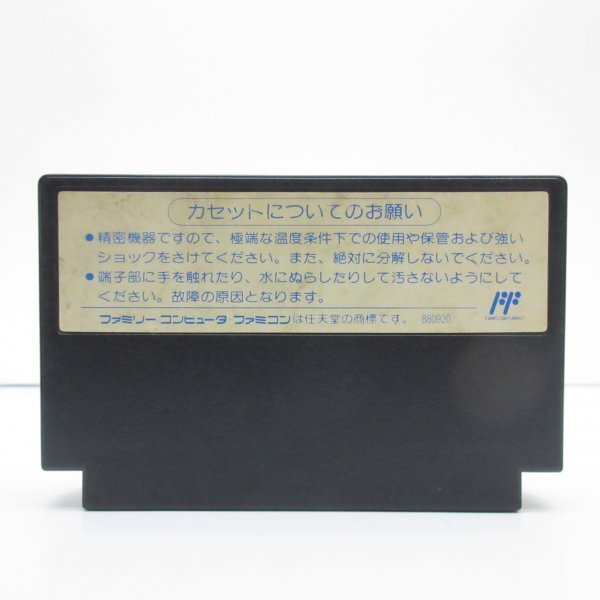 カセットについてのお願い
●精密機器ですので、極端な温度条件下での使用や保管および強い
ショックをさけてください。また、絶対に分解しないでください。
●端子部に手を触れたり、水にぬらしたりして汚さないようにして
ください。故障の原因となります。
FAMICOM FAMILY
ファミリーコンピュータ・ファミコンは任天堂の商標です。 880920